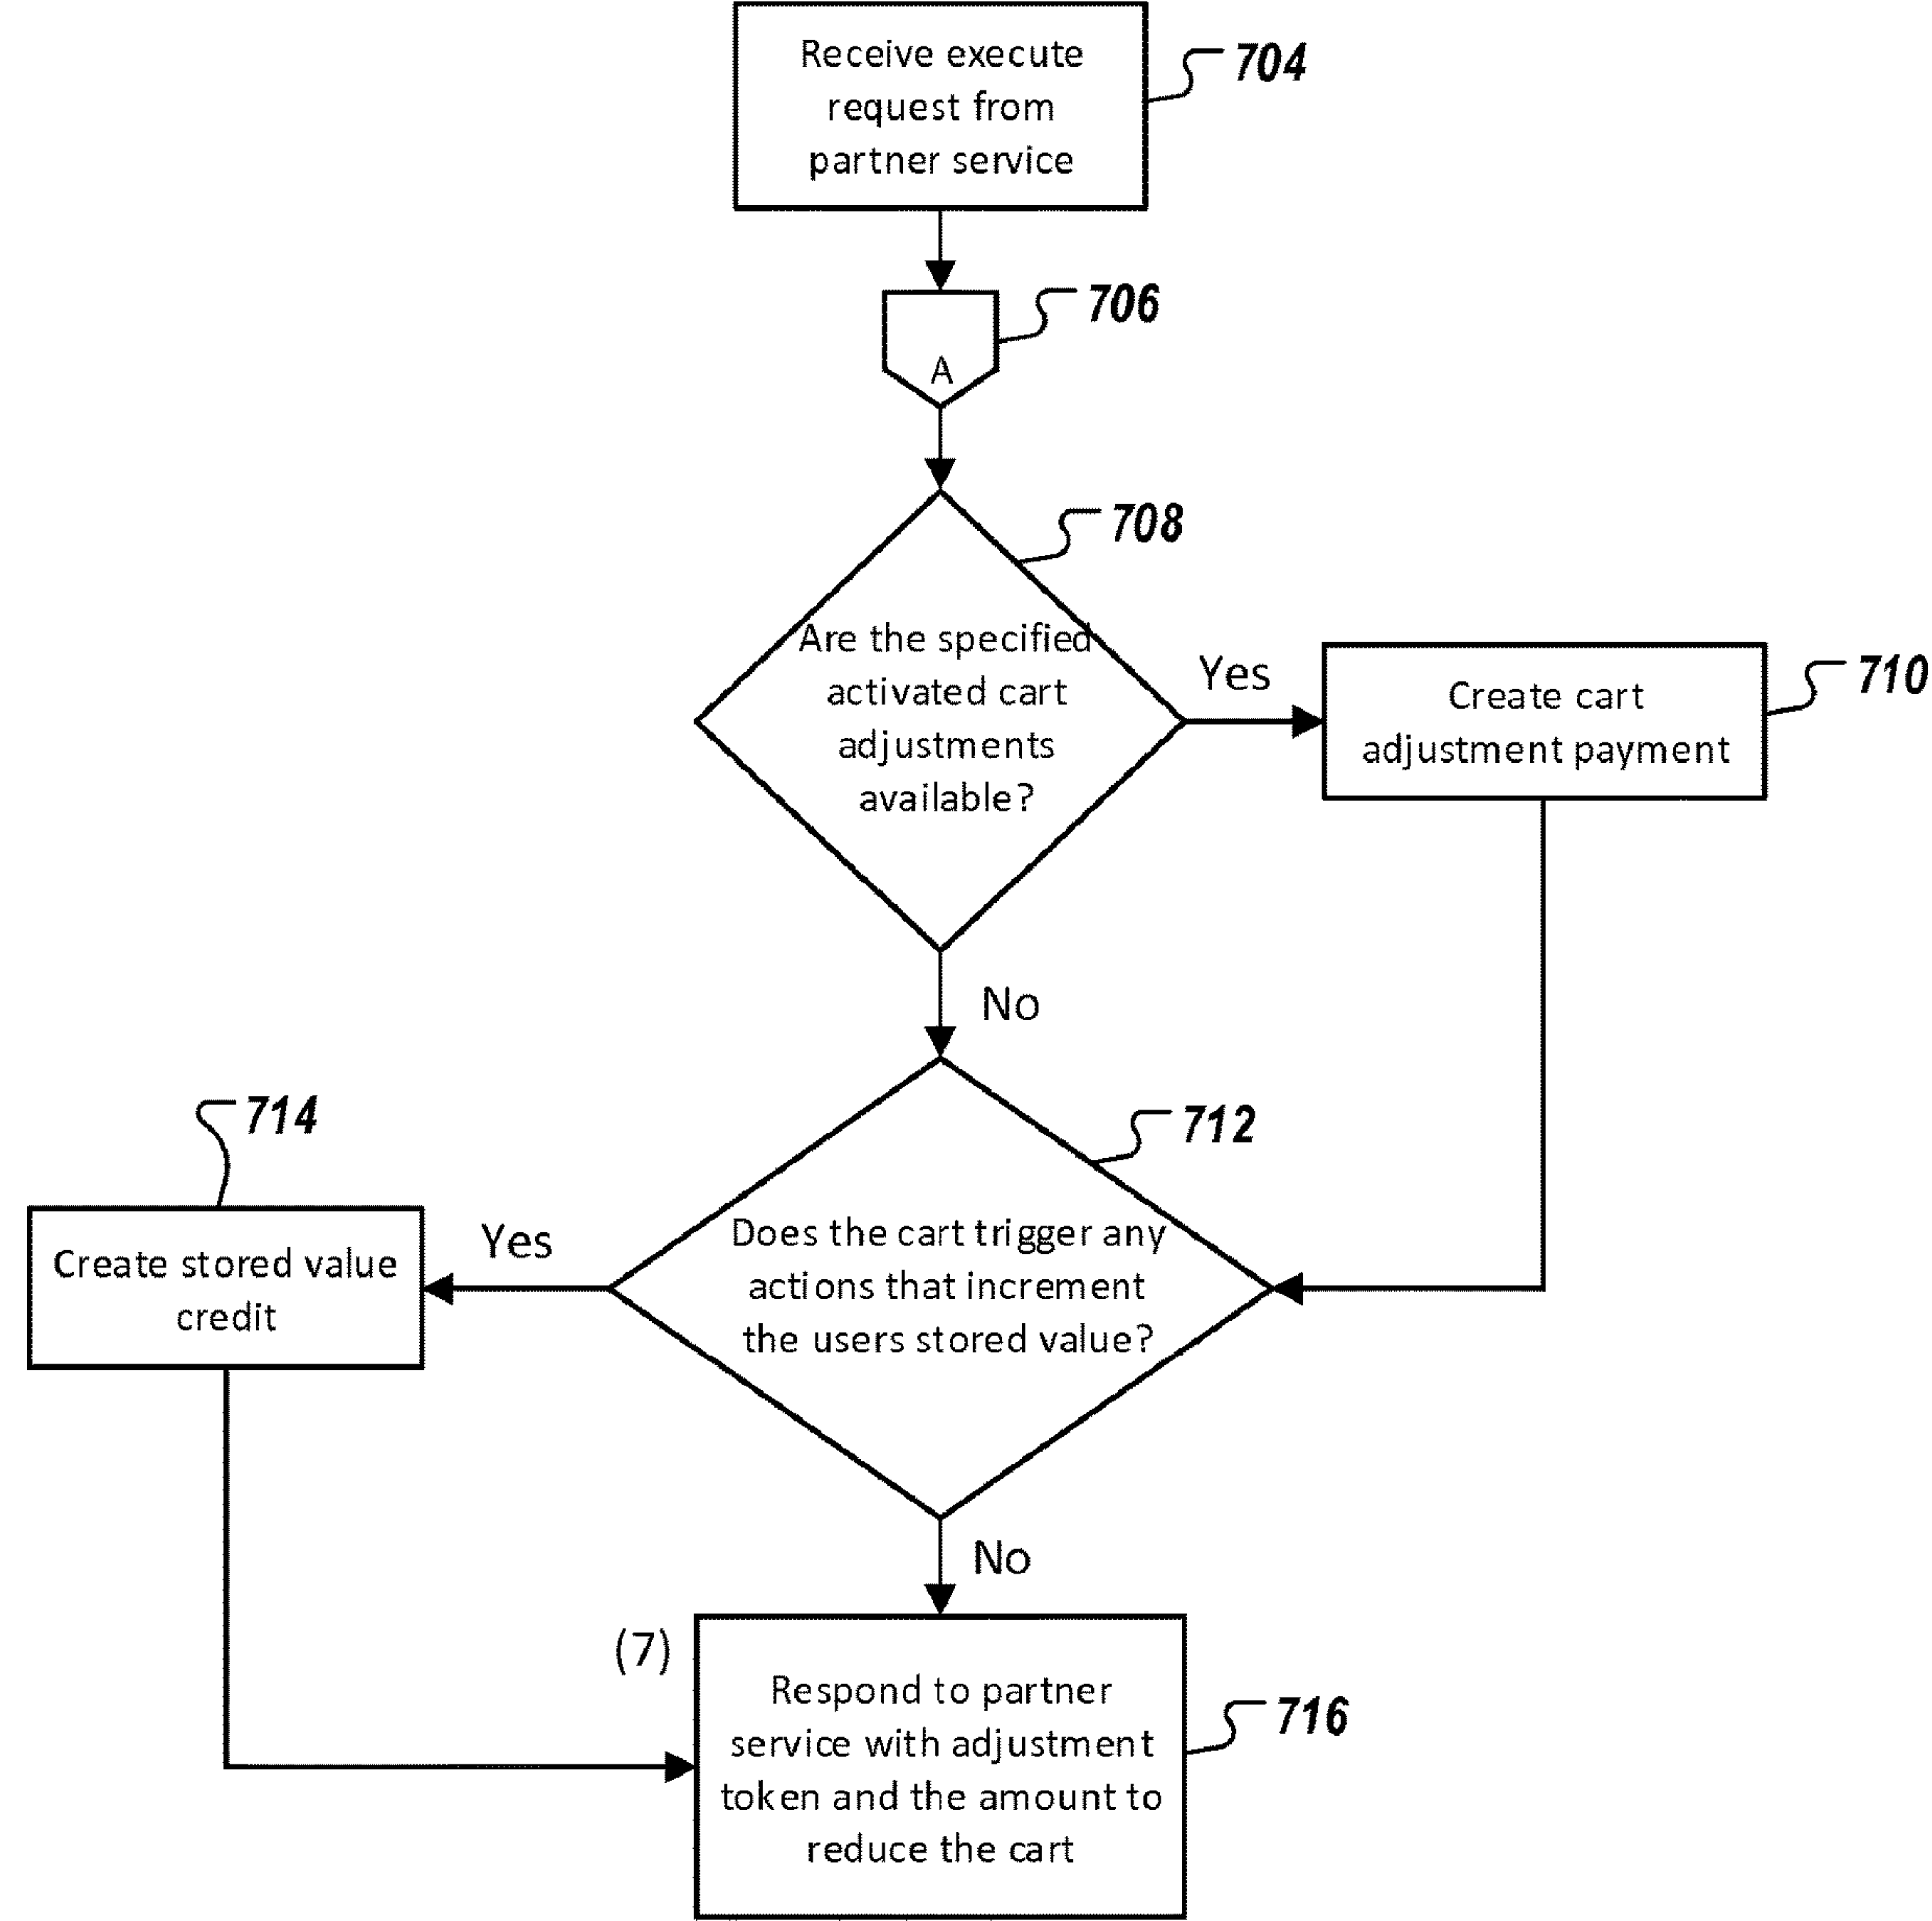 Receive execute
request from
partner service
704
706
A
708
Are the specified
activated cart
adjustments
available?
Yes
Create cart
adjustment payment
710
No
714
712
Create stored value
credit
Yes
Does the cart trigger any
actions that increment
the users stored value?
No
(7)
Respond to partner
service with adjustment
token and the amount to
reduce the cart
716